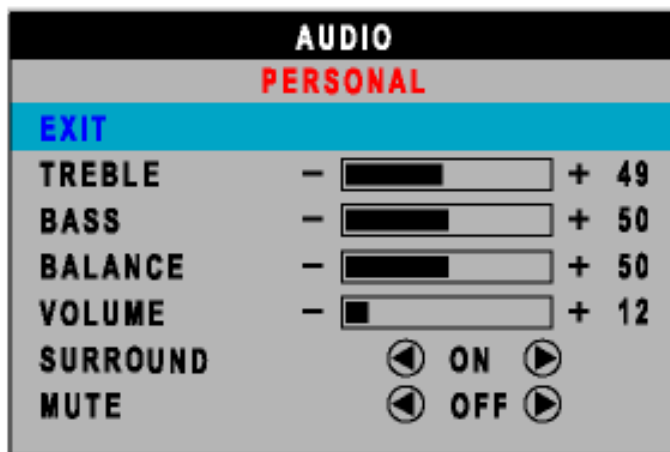 AUDIO
PERSONAL
EXIT
TREBLE - + 49
BASS - + 50
BALANCE - + 50
VOLUME - + 12
SURROUND ON
MUTE OFF